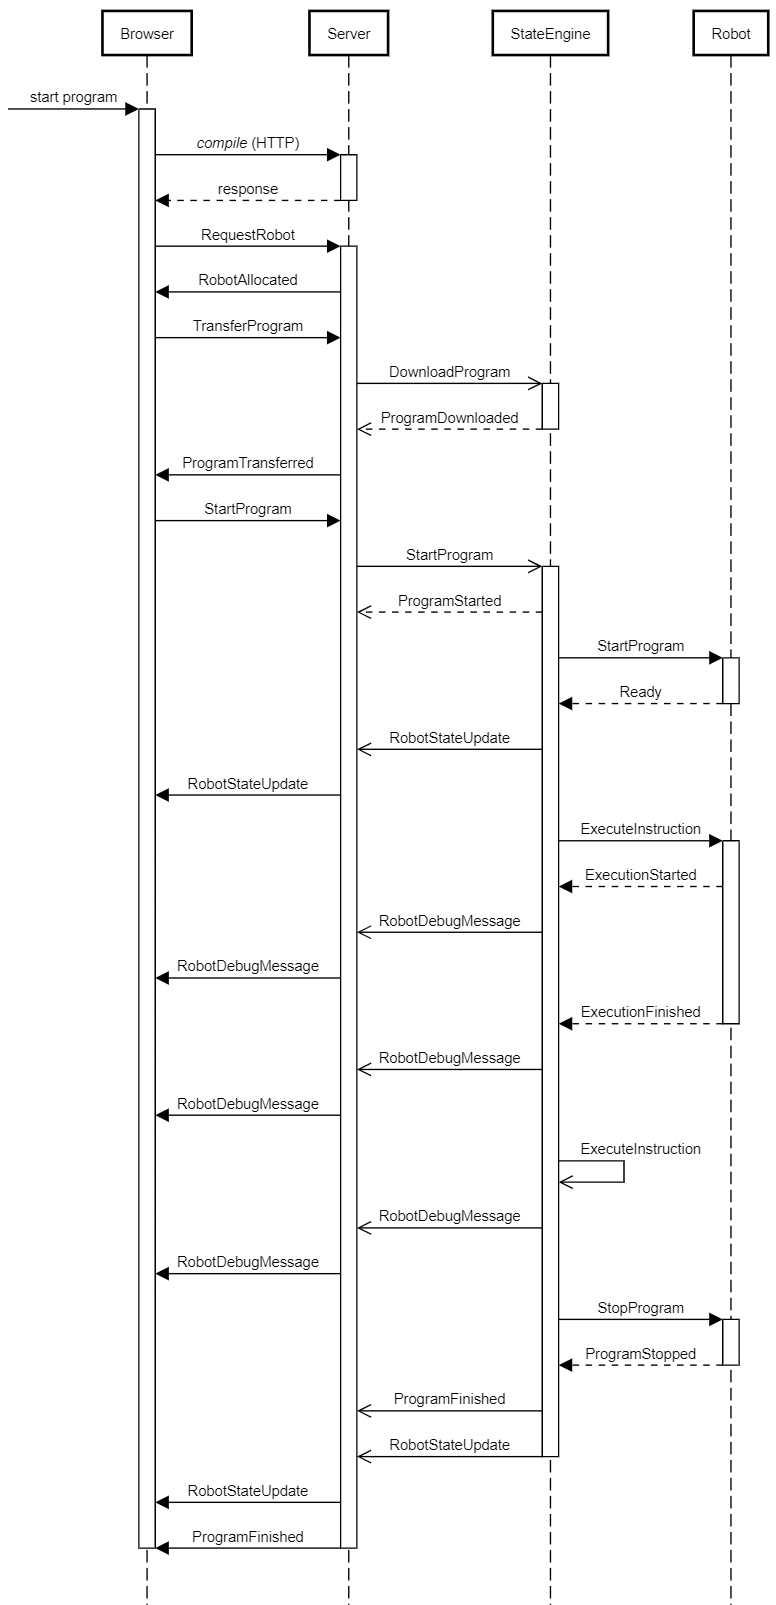 Browser
Server
StateEngine
Robot
start program
compile (HTTP)
response
RequestRobot
RobotAllocated
TransferProgram
DownloadProgram
ProgramDownloaded
ProgramTransferred
StartProgram
StartProgram
ProgramStarted
StartProgram
Ready
RobotStateUpdate
RobotStateUpdate
ExecuteInstruction
ExecutionStarted
RobotDebugMessage
RobotDebugMessage
ExecutionFinished
RobotDebugMessage
RobotDebugMessage
ExecuteInstruction
RobotDebugMessage
RobotDebugMessage
StopProgram
ProgramStopped
ProgramFinished
RobotStateUpdate
RobotStateUpdate
ProgramFinished